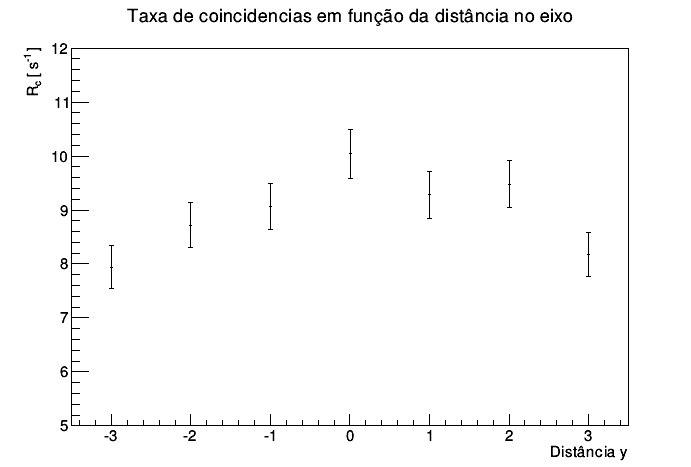 Taxa de coincidencias em função da distância no eixo
R_c [ s^-1 ]
12
11
10
9
8
7
6
5
-3 -2 -1 0 1 2 3
Distância y